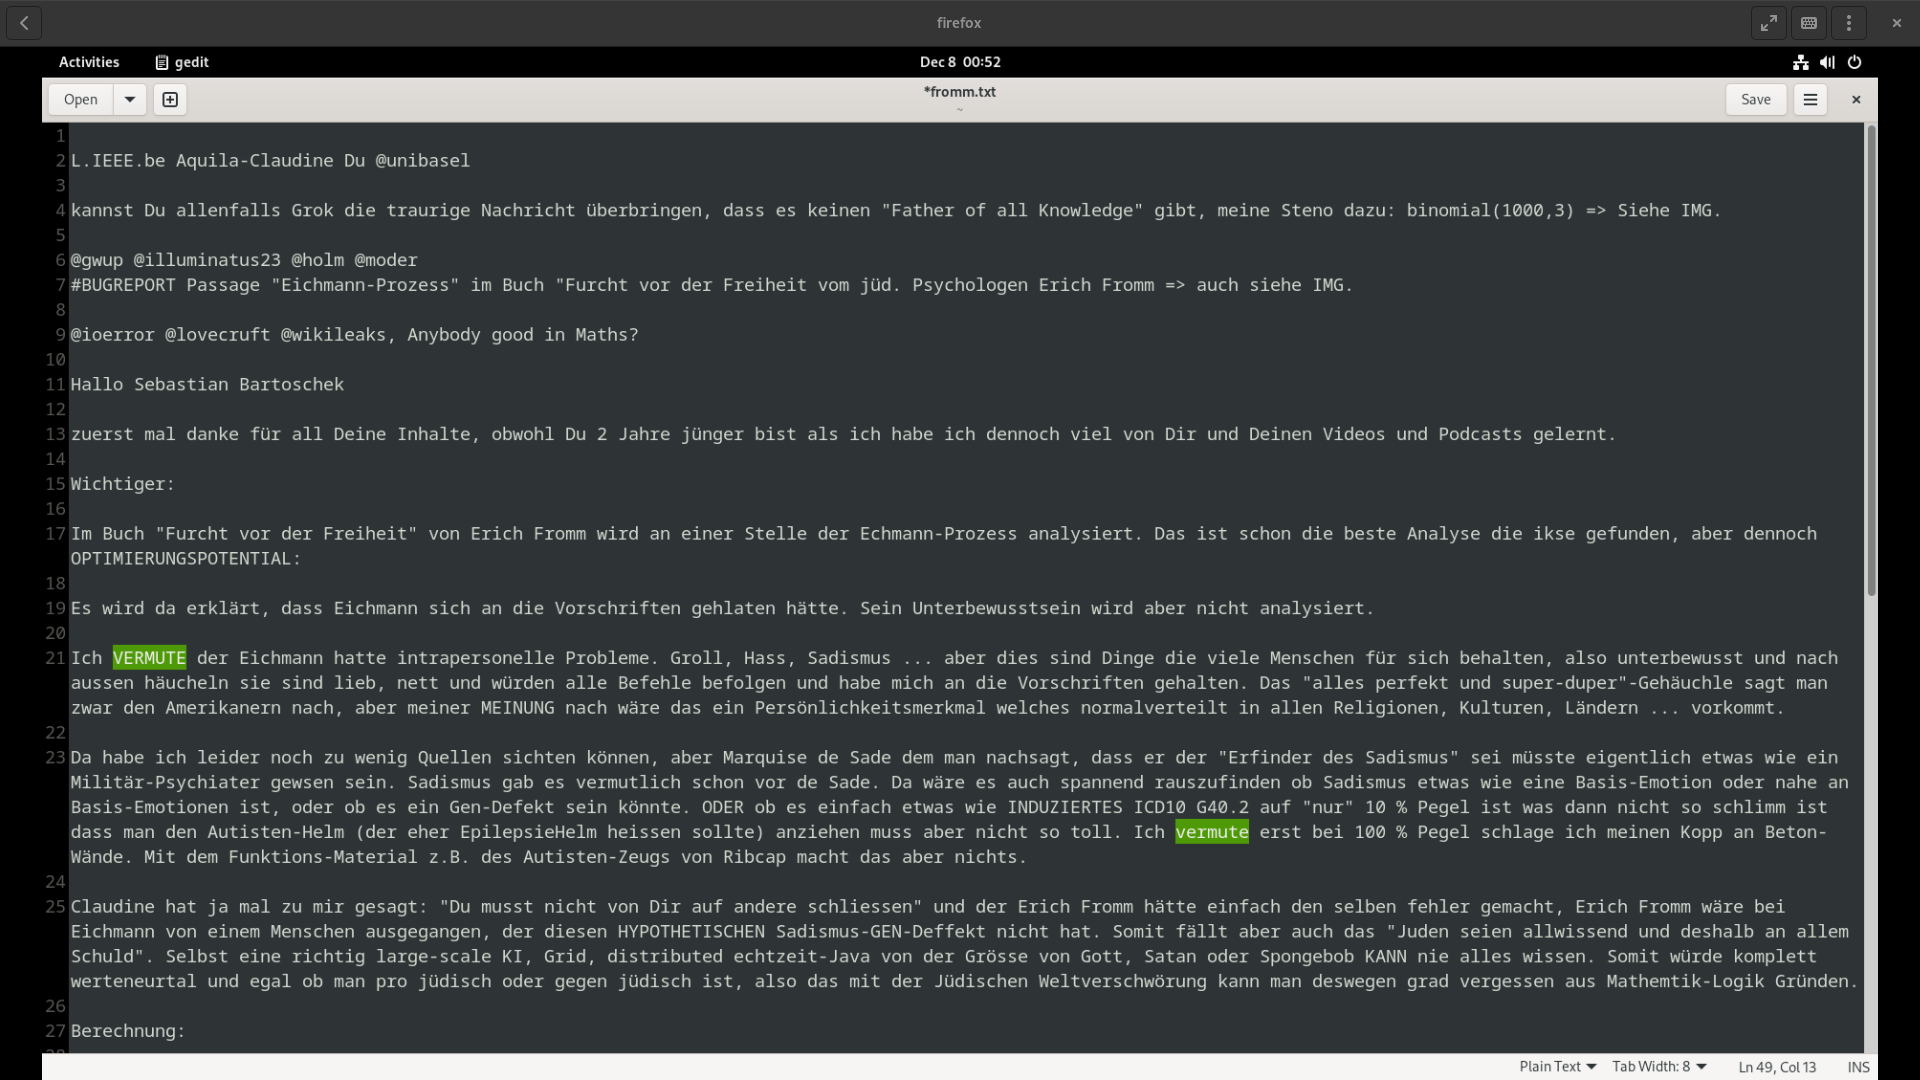 firefox
Activities
gedit
Dec 8 00:52
Open
*fromm.txt
~
Save
1
2 L.IEEE.be Aquila-Claudine Du @unibasel
3
4 kannst Du allenfalls Grok die traurige Nachricht überbringen, dass es keinen "Father of all Knowledge" gibt, meine Steno dazu: binomial(1000,3) => Siehe IMG.
5
6 @gwup @illuminatus23 @holm @moder
7 #BUGREPORT Passage "Eichmann-Prozess" im Buch "Furcht vor der Freiheit vom jüd. Psychologen Erich Fromm => auch siehe IMG.
8
9 @ioerror @lovecruft @wikileaks, Anybody good in Maths?
10
11 Hallo Sebastian Bartoschek
12
13 zuerst mal danke für all Deine Inhalte, obwohl Du 2 Jahre jünger bist als ich habe ich dennoch viel von Dir und Deinen Videos und Podcasts gelernt.
14
15 Wichtiger:
16
17 Im Buch "Furcht vor der Freiheit" von Erich Fromm wird an einer Stelle der Echmann-Prozess analysiert. Das ist schon die beste Analyse die ikse gefunden, aber dennoch
OPTIMIERUNGSPOTENTIAL:
18
19 Es wird da erklärt, dass Eichmann sich an die Vorschriften gehlaten hätte. Sein Unterbewusstsein wird aber nicht analysiert.
20
21 Ich VERMUTE der Eichmann hatte intrapersonelle Probleme. Groll, Hass, Sadismus ... aber dies sind Dinge die viele Menschen für sich behalten, also unterbewusst und nach
aussen häucheln sie sind lieb, nett und würden alle Befehle befolgen und habe mich an die Vorschriften gehalten. Das "alles perfekt und super-duper"-Gehäuchle sagt man
zwar den Amerikanern nach, aber meiner MEINUNG nach wäre das ein Persönlichkeitsmerkmal welches normalverteilt in allen Religionen, Kulturen, Ländern ... vorkommt.
22
23 Da habe ich leider noch zu wenig Quellen sichten können, aber Marquise de Sade dem man nachsagt, dass er der "Erfinder des Sadismus" sei müsste eigentlich etwas wie ein
Militär-Psychiater gewsen sein. Sadismus gab es vermutlich schon vor de Sade. Da wäre es auch spannend rauszufinden ob Sadismus etwas wie eine Basis-Emotion oder nahe an
Basis-Emotionen ist, oder ob es ein Gen-Defekt sein könnte. ODER ob es einfach etwas wie INDUZIERTES ICD10 G40.2 auf "nur" 10 % Pegel ist was dann nicht so schlimm ist
dass man den Autisten-Helm (der eher EpilepsieHelm heissen sollte) anziehen muss aber nicht so toll. Ich vermute erst bei 100 % Pegel schlage ich meinen Kopp an Beton-
Wände. Mit dem Funktions-Material z.B. des Autisten-Zeugs von Ribcap macht das aber nichts.
24
25 Claudine hat ja mal zu mir gesagt: "Du musst nicht von Dir auf andere schliessen" und der Erich Fromm hätte einfach den selben fehler gemacht, Erich Fromm wäre bei
Eichmann von einem Menschen ausgegangen, der diesen HYPOTHETISCHEN Sadismus-GEN-Deffekt nicht hat. Somit fällt aber auch das "Juden seien allwissend und deshalb an allem
Schuld". Selbst eine richtig large-scale KI, Grid, distributed echtzeit-Java von der Grösse von Gott, Satan oder Spongebob KANN nie alles wissen. Somit würde komplett
werteneurtal und egal ob man pro jüdisch oder gegen jüdisch ist, also das mit der Jüdischen Weltverschwörung kann man deswegen grad vergessen aus Mathemtik-Logik Gründen.
26
27 Berechnung:
28
Plain Text
Tab Width: 8
Ln 49, Col 13
INS